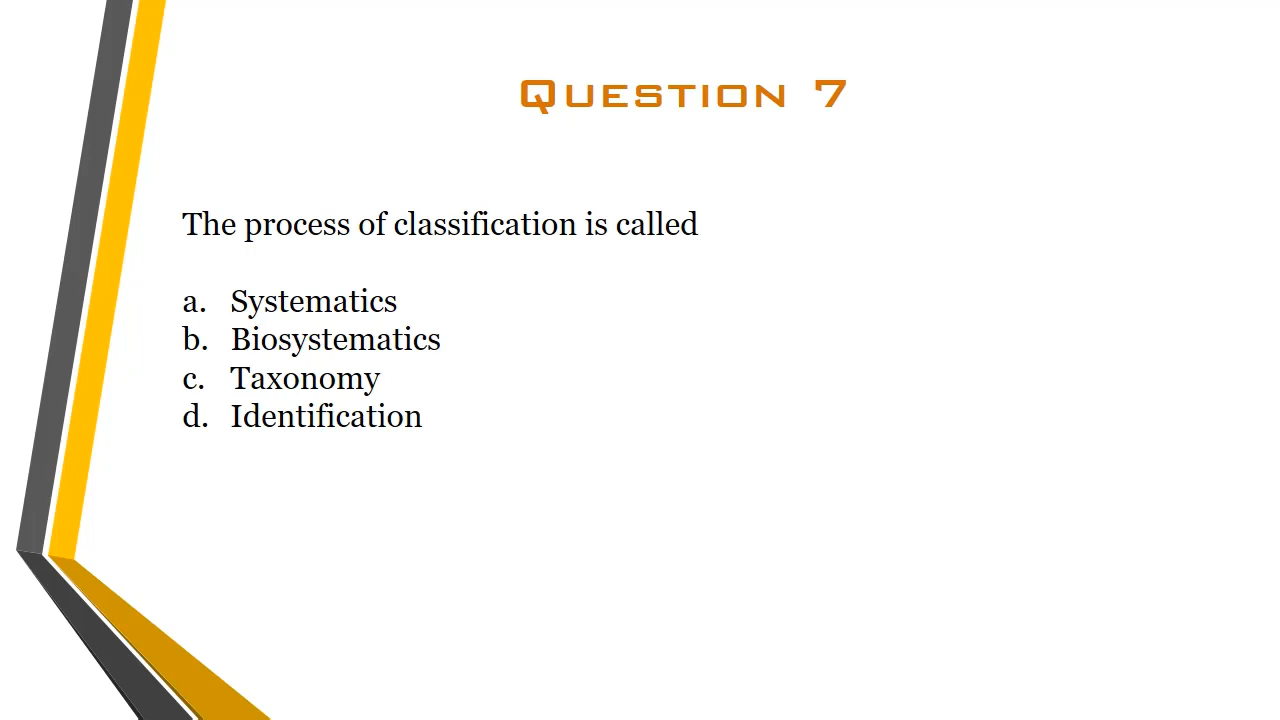 Question 7
The process of classification is called
a. Systematics
b. Biosystematics
c. Taxonomy
d. Identification